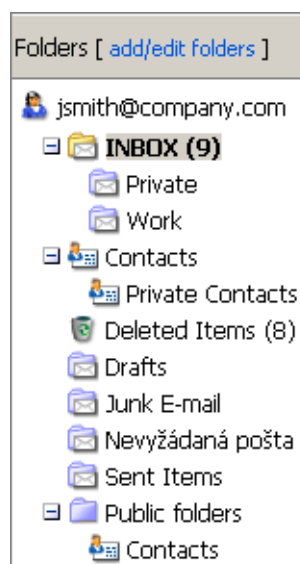 Folders [ add/edit folders ]
jsmith@company.com
INBOX (9)
Private
Work
Contacts
Private Contacts
Deleted Items (8)
Drafts
Junk E-mail
Nevyžádaná pošta
Sent Items
Public folders
Contacts